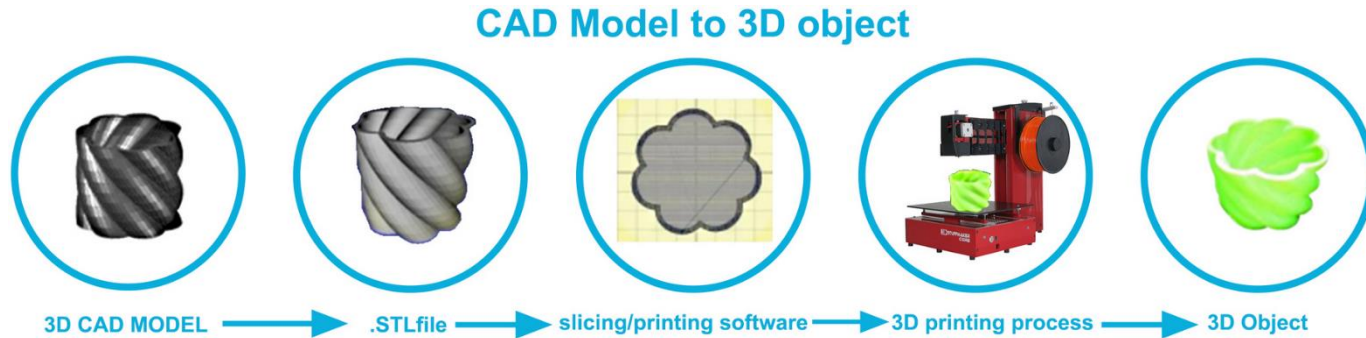 CAD Model to 3D object
3D CAD MODEL
.STLfile
slicing/printing software
3D printing process
3D Object